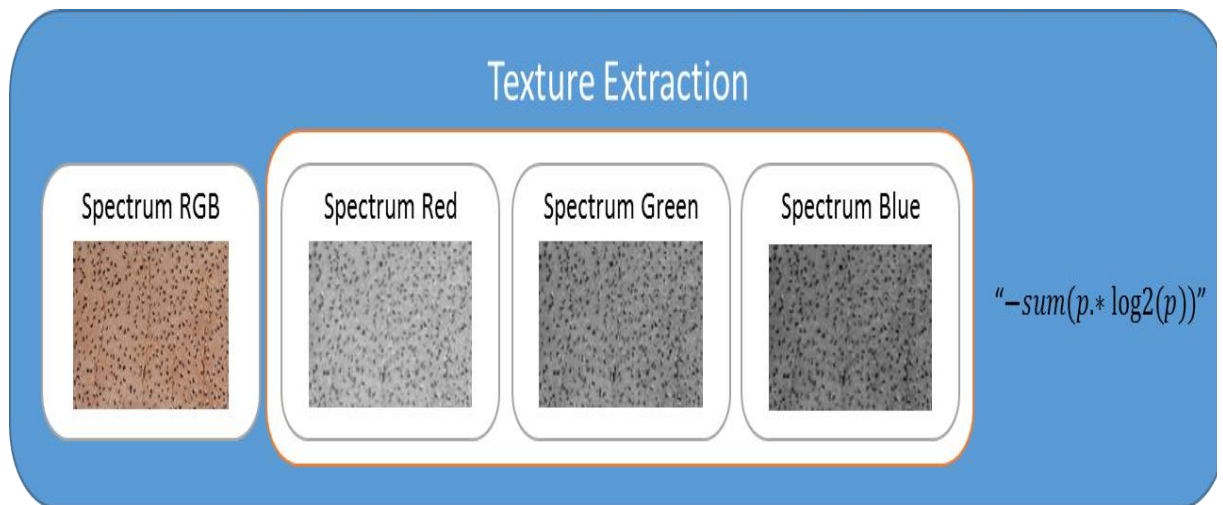 Texture Extraction
Spectrum RGB
Spectrum Red
Spectrum Green
Spectrum Blue
“−sum(p.* log2(p))”